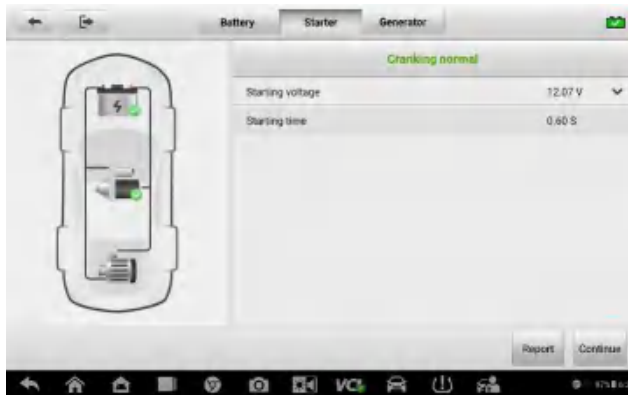 Battery Starter Generator
Cranking normal
Starting voltage 12.07 V
Starting time 0.60 S
Report Continue
VCI